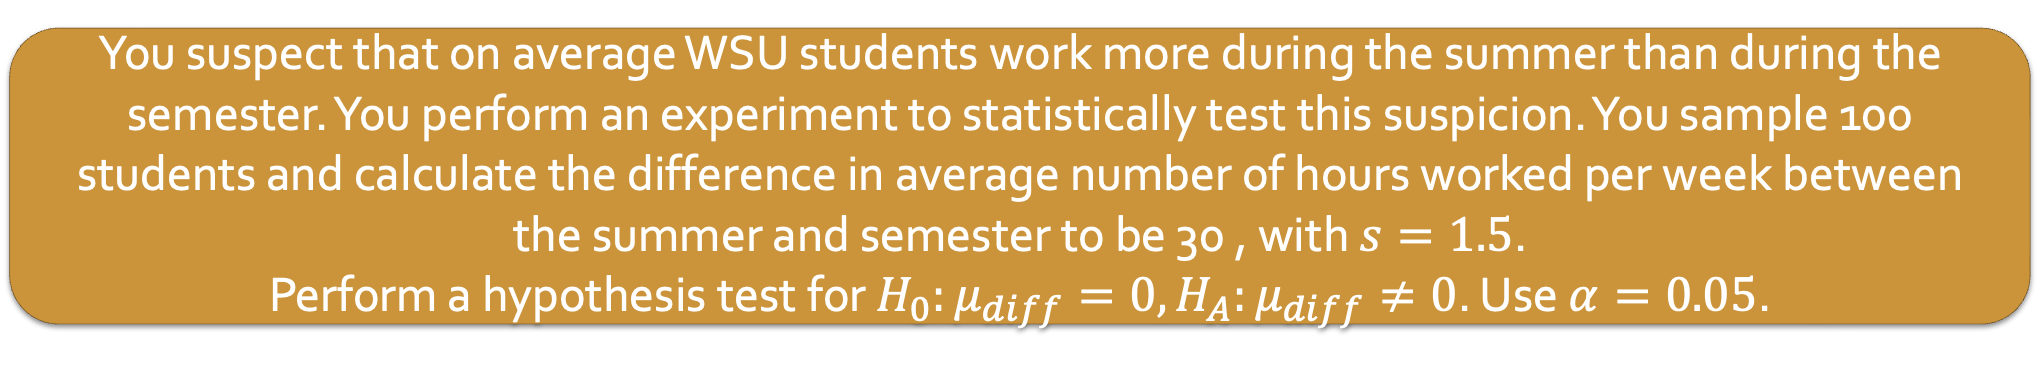 You suspect that on average WSU students work more during the summer than during the
semester. You perform an experiment to statistically test this suspicion. You sample 100
students and calculate the difference in average number of hours worked per week between
the summer and semester to be 30 , with s = 1.5.
Perform a hypothesis test for H₀: μ_diff = 0, H_A: μ_diff ≠ 0. Use α = 0.05.